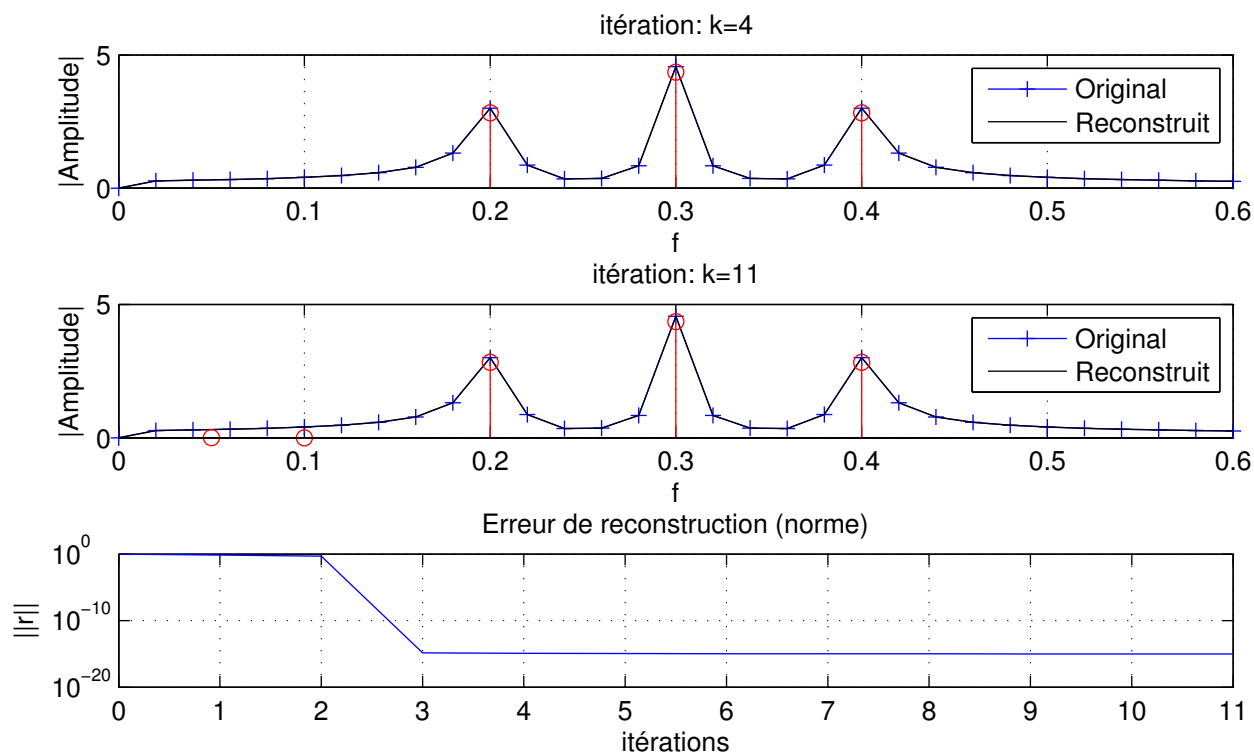 itération: k=4
|Amplitude|
5
0
Original
Reconstruit
0 0.1 0.2 0.3 0.4 0.5 0.6
f
itération: k=11
|Amplitude|
5
0
Original
Reconstruit
0 0.1 0.2 0.3 0.4 0.5 0.6
f
Erreur de reconstruction (norme)
||r||
10^0
10^-10
10^-20
0 1 2 3 4 5 6 7 8 9 10 11
itérations